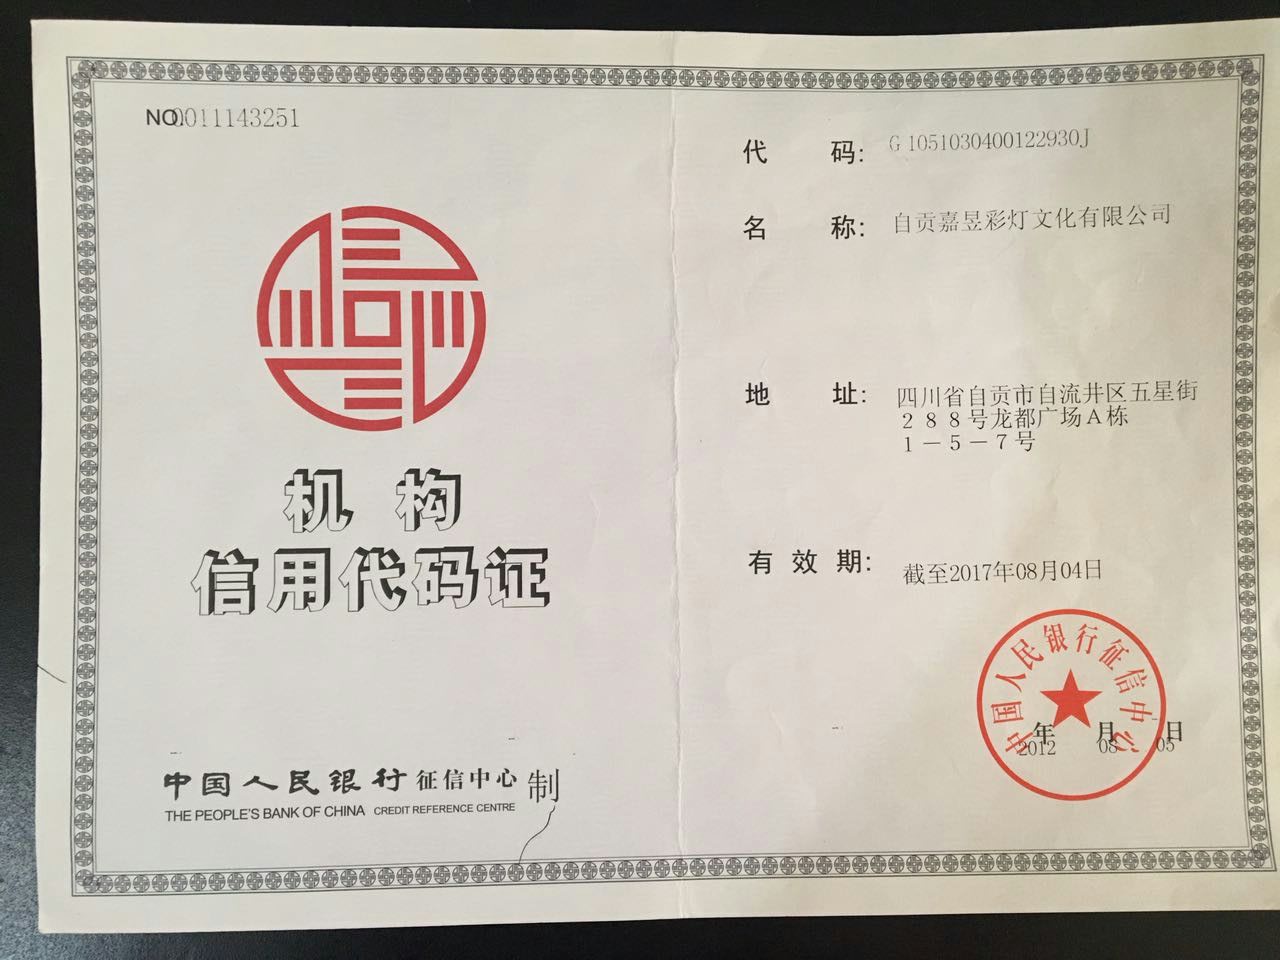 NO.0011143251
机构
信用代码证
中国人民银行征信中心制
THE PEOPLE'S BANK OF CHINA CREDIT REFERENCE CENTRE
代码: G1051030400122930J
名称: 自贡嘉昱彩灯文化有限公司
地址: 四川省自贡市自流井区五星街
288号龙都广场A栋
1-5-7号
有效期: 截至2017年08月04日
中国人民银行征信中心
年 月 日
2012 08 05